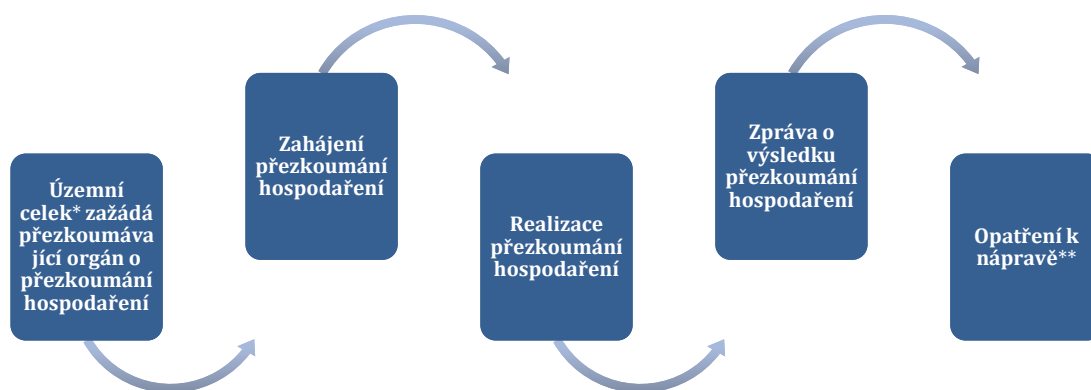 Územní
celek* zažádá
přezkoumáva
jící orgán o
přezkoumání
hospodaření
Zahájení
přezkoumání
hospodaření
Realizace
přezkoumání
hospodaření
Zpráva o
výsledku
přezkoumání
hospodaření
Opatření k
nápravě**